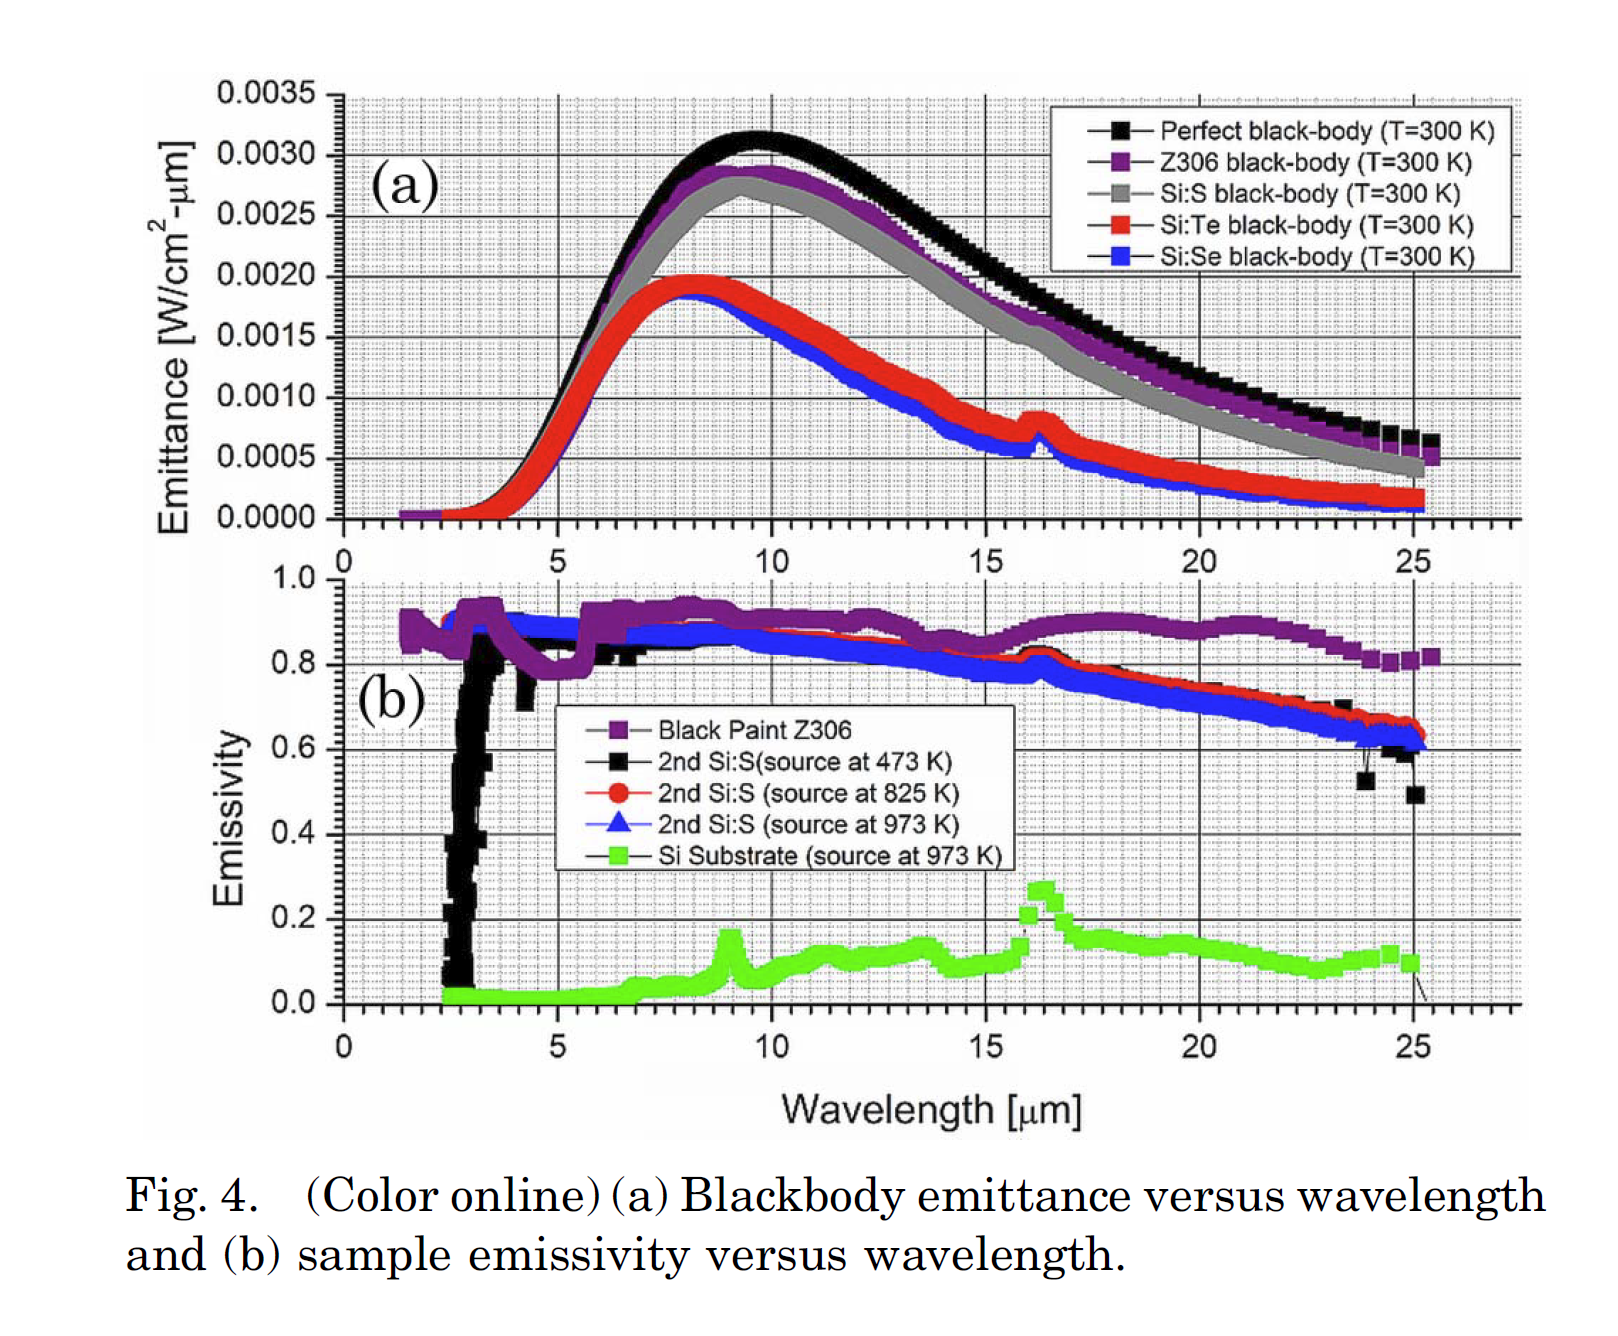 0.0035
0.0030
0.0025
0.0020
0.0015
0.0010
0.0005
0.0000
Emittance [W/cm2-μm]
(a)
Perfect black-body (T=300 K)
Z306 black-body (T=300 K)
Si:S black-body (T=300 K)
Si:Te black-body (T=300 K)
Si:Se black-body (T=300 K)
0 5 10 15 20 25
1.0
0.8
0.6
0.4
0.2
0.0
Emissivity
(b)
Black Paint Z306
2nd Si:S(source at 473 K)
2nd Si:S (source at 825 K)
2nd Si:S (source at 973 K)
Si Substrate (source at 973 K)
0 5 10 15 20 25
Wavelength [μm]
Fig. 4. (Color online) (a) Blackbody emittance versus wavelength
and (b) sample emissivity versus wavelength.